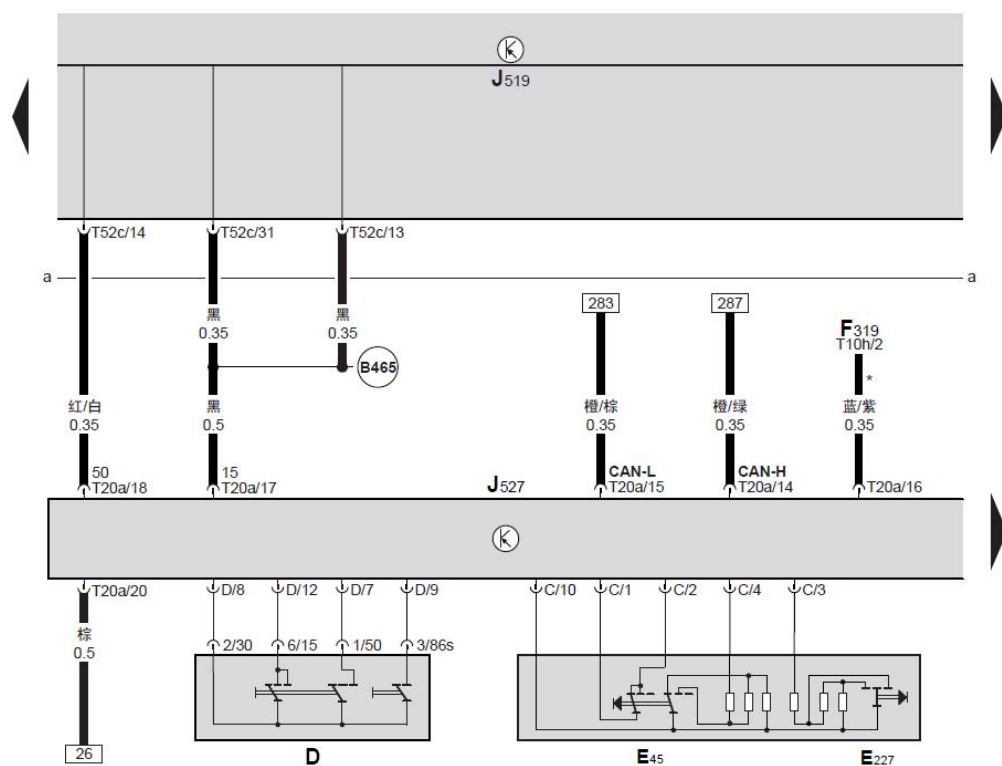 J519
T52c/14 T52c/31 T52c/13
a a
283 287
黑 黑 F319
0.35 0.35 T10h/2
B465 *
红/白 黑 橙/棕 橙/绿 蓝/紫
0.35 0.5 0.35 0.35 0.35
50 15 CAN-L CAN-H
T20a/18 T20a/17 J527 T20a/15 T20a/14 T20a/16
T20a/20 D/8 D/12 D/7 D/9 C/10 C/1 C/2 C/4 C/3
棕
0.5 2/30 6/15 1/50 3/86s
26 D E45 E227